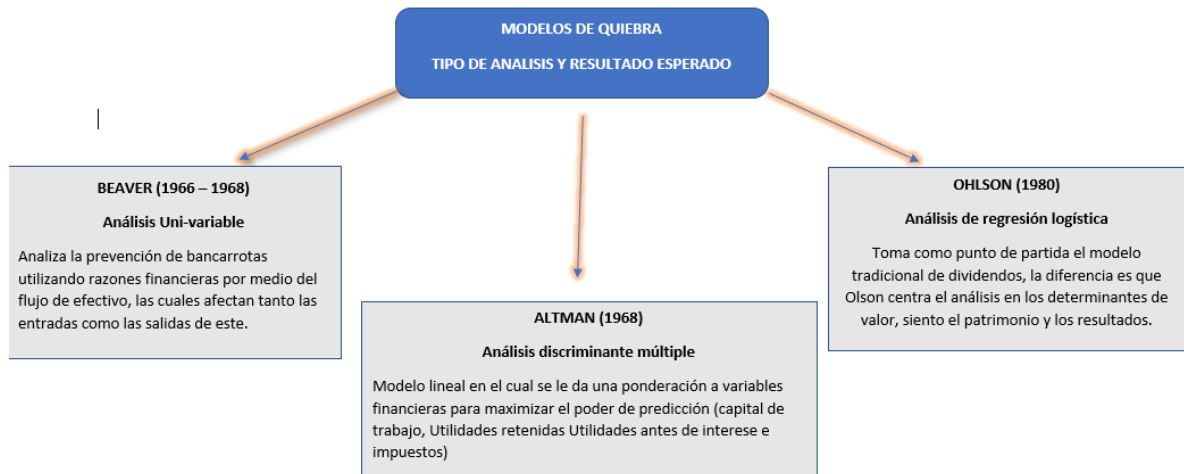 MODELOS DE QUIEBRA
TIPO DE ANALISIS Y RESULTADO ESPERADO
BEAVER (1966 – 1968)
Análisis Uni-variable
Analiza la prevención de bancarrotas
utilizando razones financieras por medio del
flujo de efectivo, las cuales afectan tanto las
entradas como las salidas de este.
ALTMAN (1968)
Análisis discriminante múltiple
Modelo lineal en el cual se le da una ponderación a variables
financieras para maximizar el poder de predicción (capital de
trabajo, Utilidades retenidas Utilidades antes de interese e
impuestos)
OHLSON (1980)
Análisis de regresión logística
Toma como punto de partida el modelo
tradicional de dividendos, la diferencia es que
Olson centra el análisis en los determinantes de
valor, siento el patrimonio y los resultados.